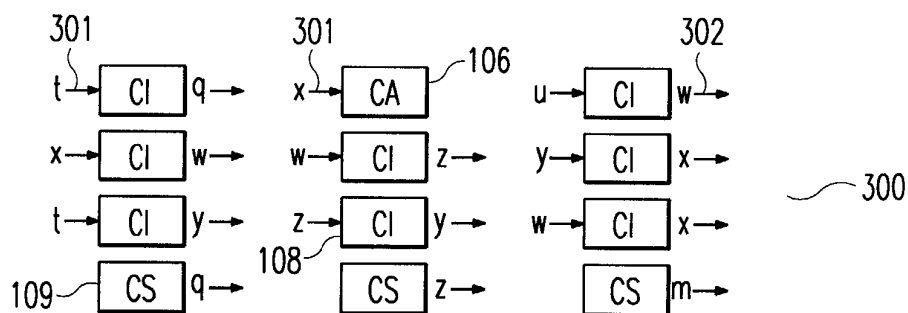 301 301 106 302
t CI q x CA u CI w
x CI w w CI z y CI x
t CI y z CI y w CI x 300
109 CS q 108 CS z CS m